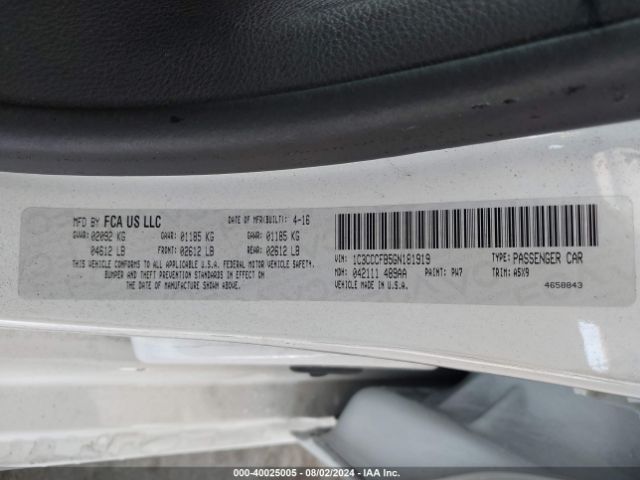 MFD BY FCA US LLC DATE OF MFR(BUILT): 4-16
GVWR: 02092 KG GAWR: 01185 KG GAWR: 01185 KG
04612 LB FRONT: 02612 LB REAR: 02612 LB
THIS VEHICLE CONFORMS TO ALL APPLICABLE U.S.A. FEDERAL MOTOR VEHICLE SAFETY,
BUMPER AND THEFT PREVENTION STANDARDS IN EFFECT ON
THE DATE OF MANUFACTURE SHOWN ABOVE.
VIN: 1C3CCCFB5GN181919 TYPE: PASSENGER CAR
MDH: 042111 489AA PAINT: PW7 TRIM: A5X9
VEHICLE MADE IN U.S.A. 4658843
000-40025005 - 08/02/2024 - IAA Inc.